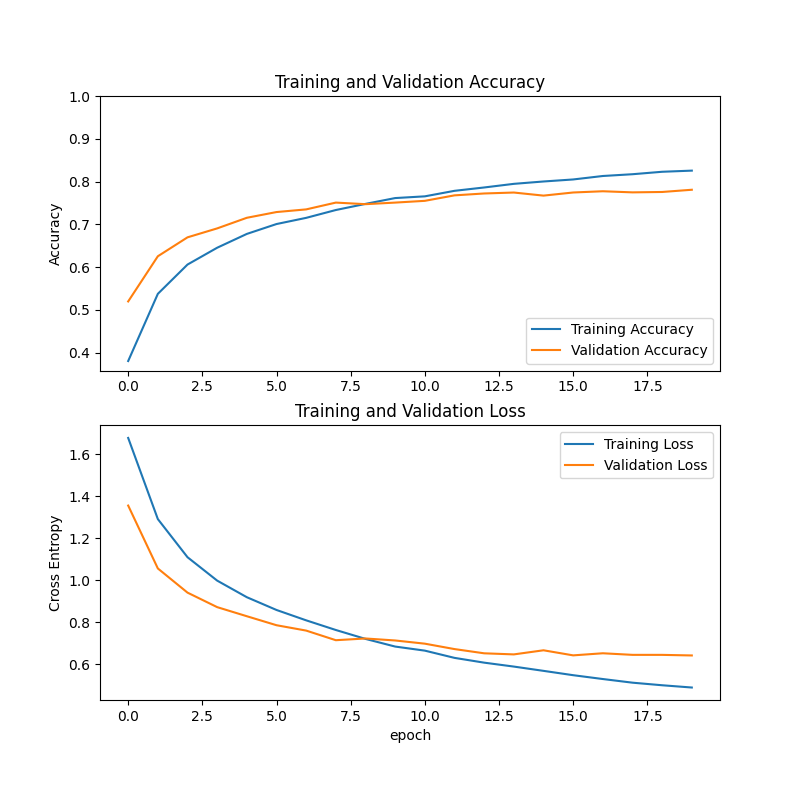 Training and Validation Accuracy
Accuracy
1.0
0.9
0.8
0.7
0.6
0.5
0.4
Training Accuracy
Validation Accuracy
0.0 2.5 5.0 7.5 10.0 12.5 15.0 17.5
Training and Validation Loss
Cross Entropy
1.6
1.4
1.2
1.0
0.8
0.6
Training Loss
Validation Loss
0.0 2.5 5.0 7.5 10.0 12.5 15.0 17.5
epoch